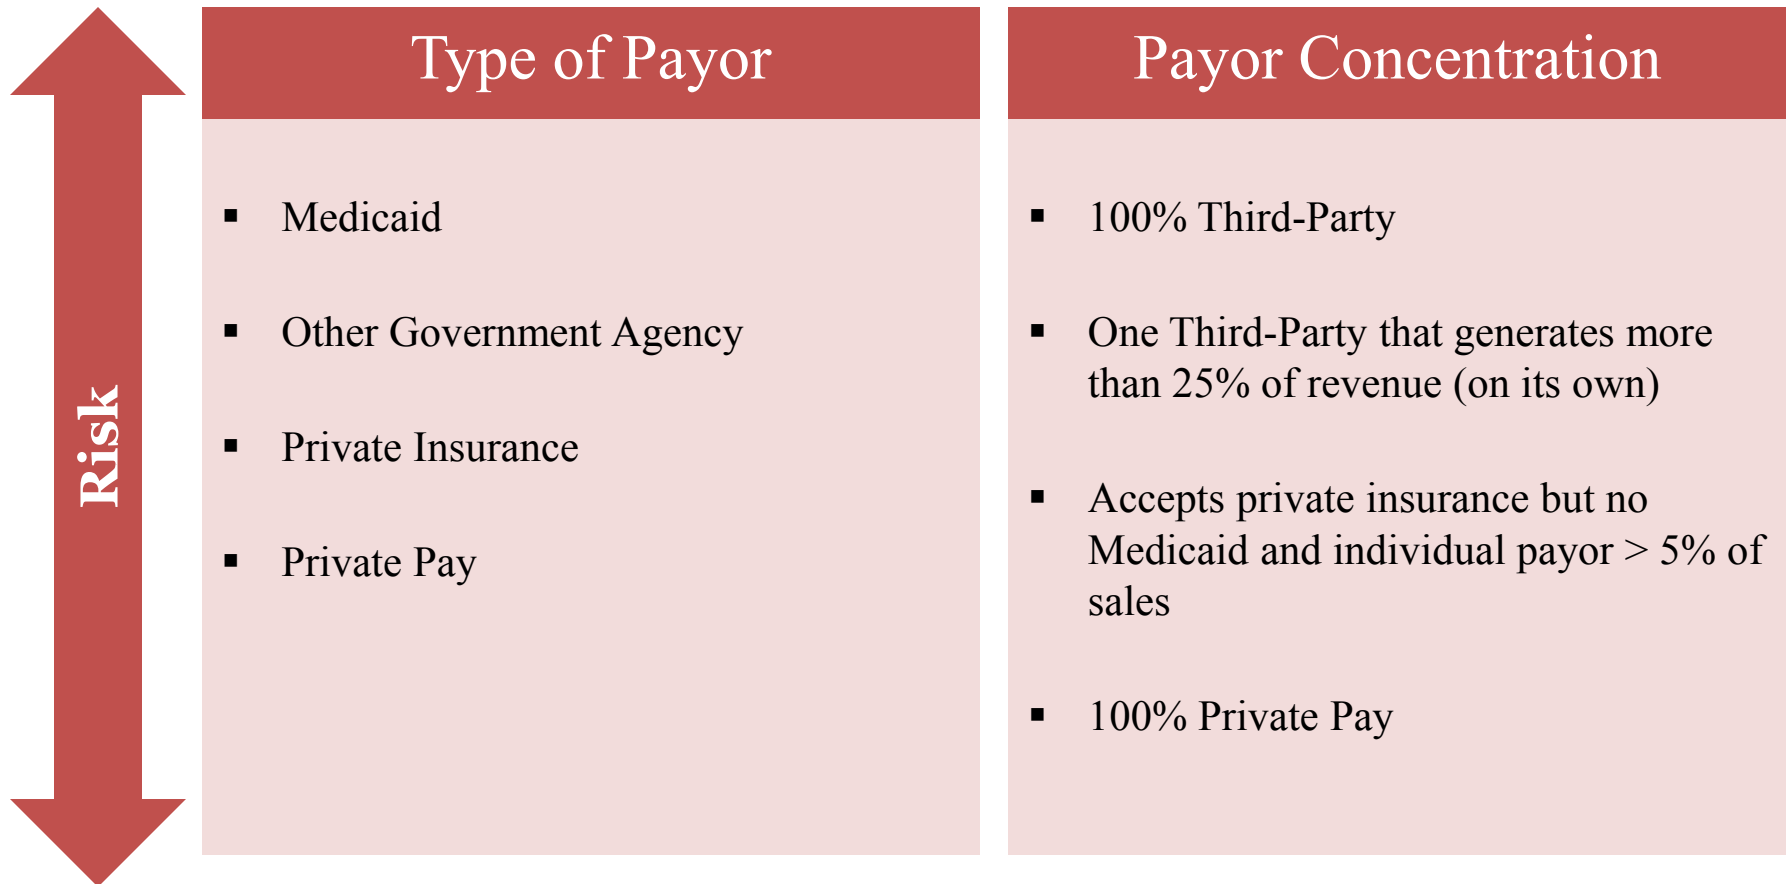 Risk
Type of Payor
▪ Medicaid
▪ Other Government Agency
▪ Private Insurance
▪ Private Pay
Payor Concentration
▪ 100% Third-Party
▪ One Third-Party that generates more
than 25% of revenue (on its own)
▪ Accepts private insurance but no
Medicaid and individual payor > 5% of
sales
▪ 100% Private Pay